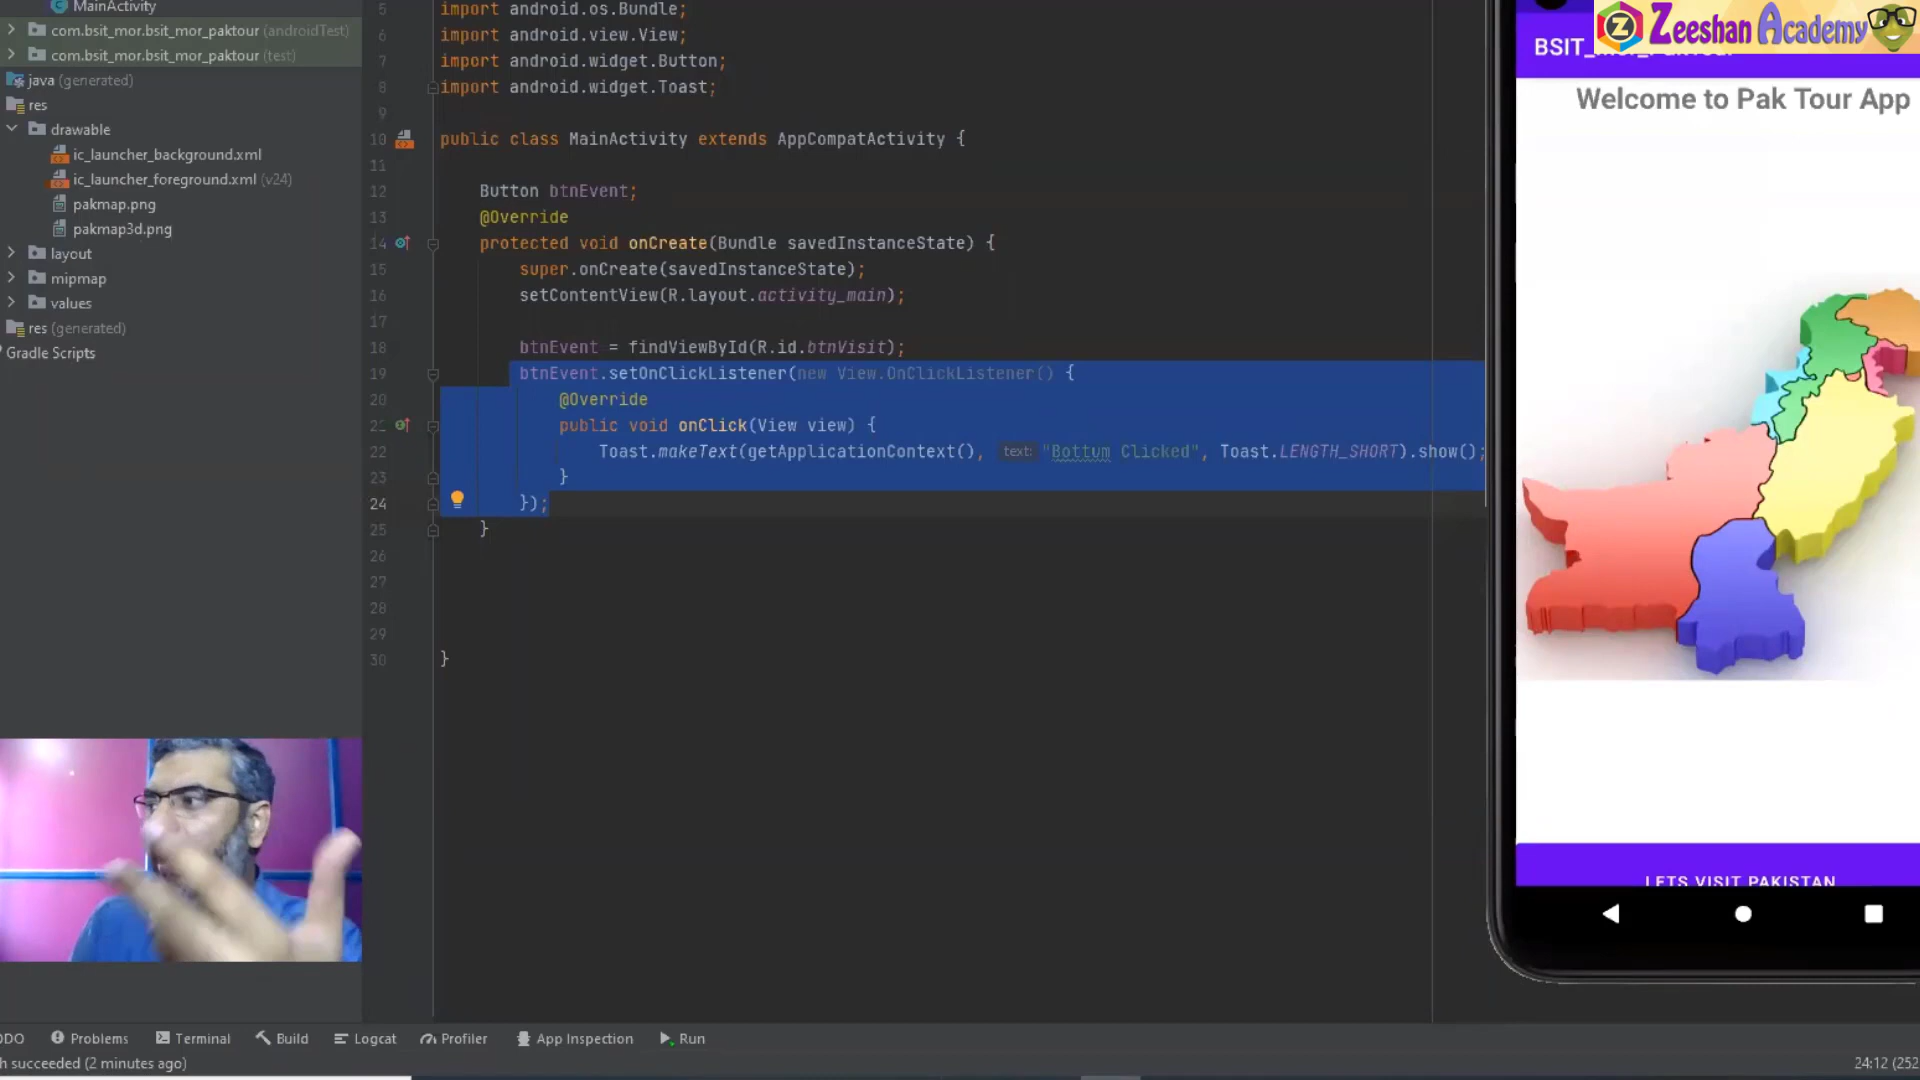 MainActivity
com.bsit_mor.bsit_mor_paktour (androidTest)
com.bsit_mor.bsit_mor_paktour (test)
java (generated)
res
drawable
ic_launcher_background.xml
ic_launcher_foreground.xml (v24)
pakmap.png
pakmap3d.png
layout
mipmap
values
res (generated)
Gradle Scripts
5 import android.os.Bundle;
6 import android.view.View;
7 import android.widget.Button;
8 import android.widget.Toast;
9
10 public class MainActivity extends AppCompatActivity {
11
12 Button btnEvent;
13 @Override
14 protected void onCreate(Bundle savedInstanceState) {
15 super.onCreate(savedInstanceState);
16 setContentView(R.layout.activity_main);
17
18 btnEvent = findViewById(R.id.btnVisit);
19 btnEvent.setOnClickListener(new View.OnClickListener() {
20 @Override
21 public void onClick(View view) {
22 Toast.makeText(getApplicationContext(), text: "Bottum Clicked", Toast.LENGTH_SHORT).show();
23 }
24 });
25 }
26
27
28
29
30 }
Z Zeeshan Academy
BSIT_mor_Paktour
Welcome to Pak Tour App
LETS VISIT PAKISTAN
ODO Problems Terminal Build Logcat Profiler App Inspection Run
h succeeded (2 minutes ago)
24:12 (252